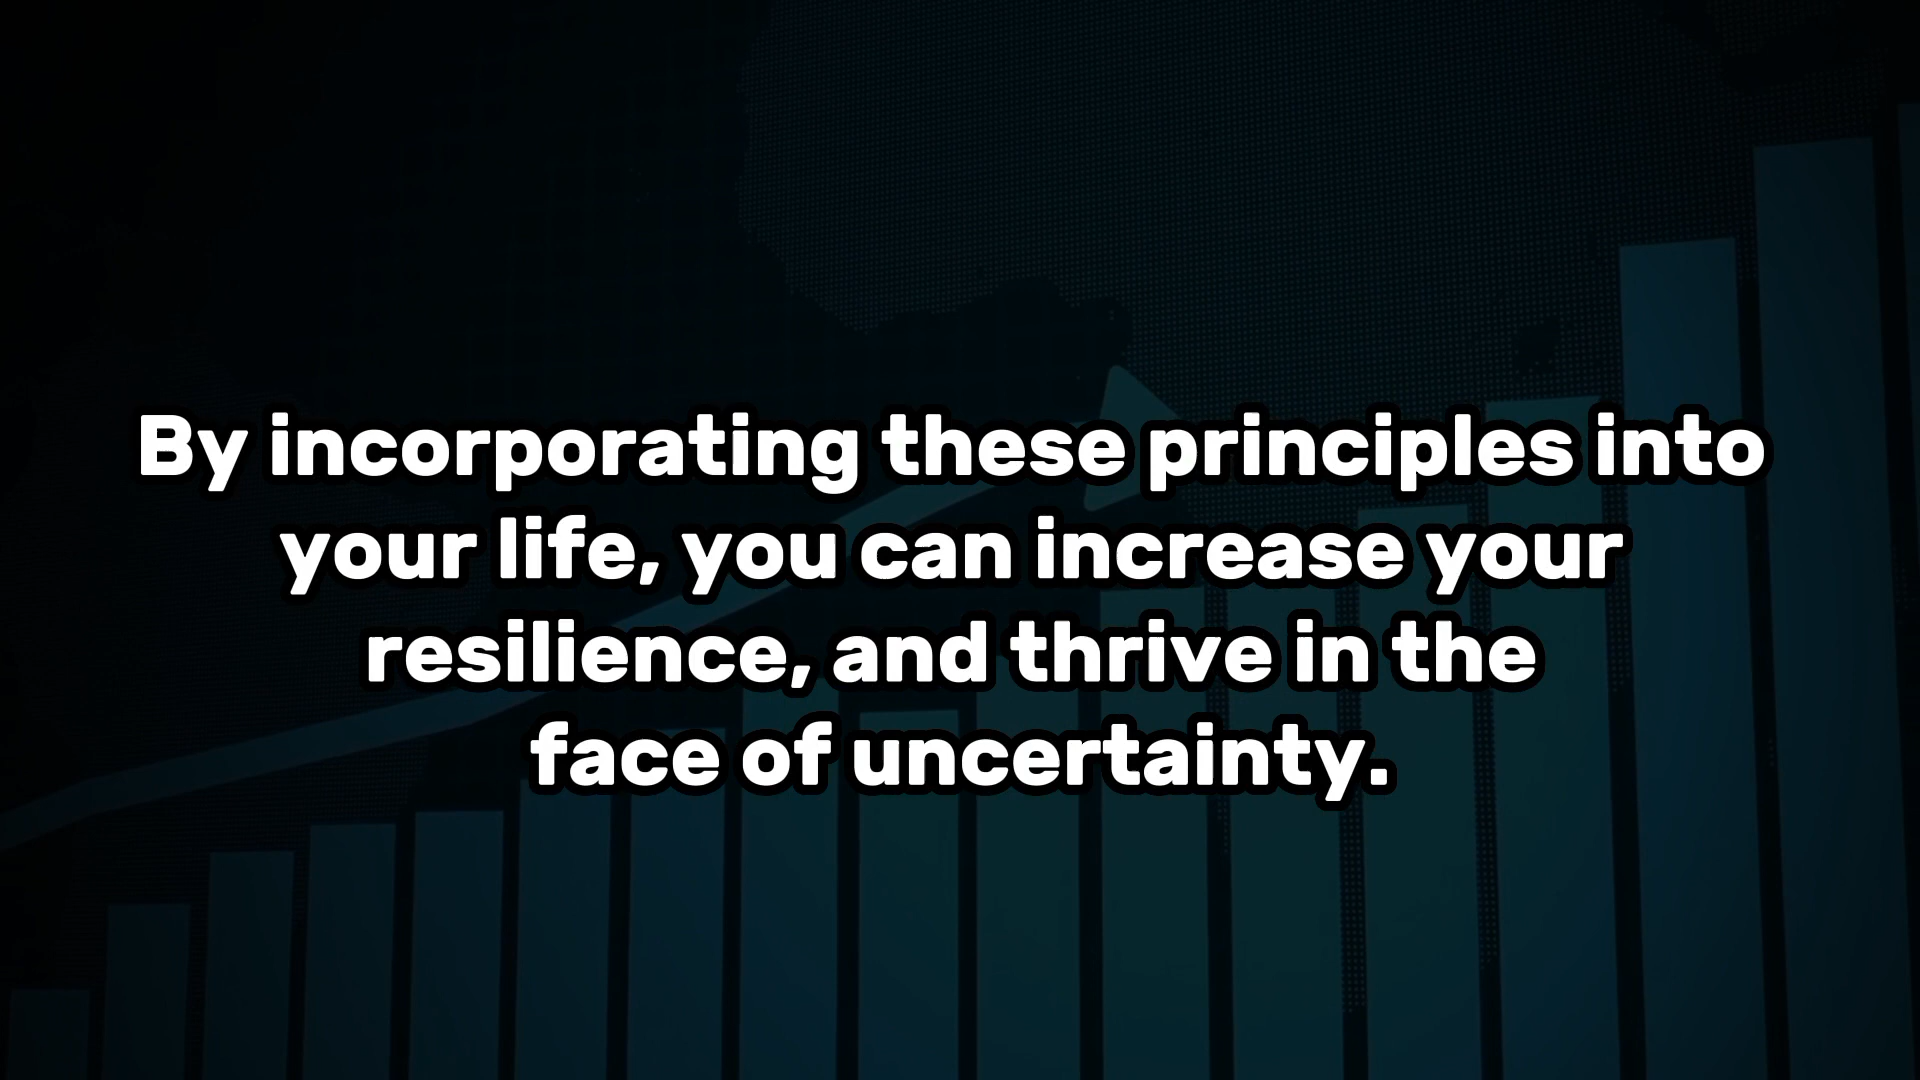 By incorporating these principles into
your life, you can increase your
resilience, and thrive in the
face of uncertainty.